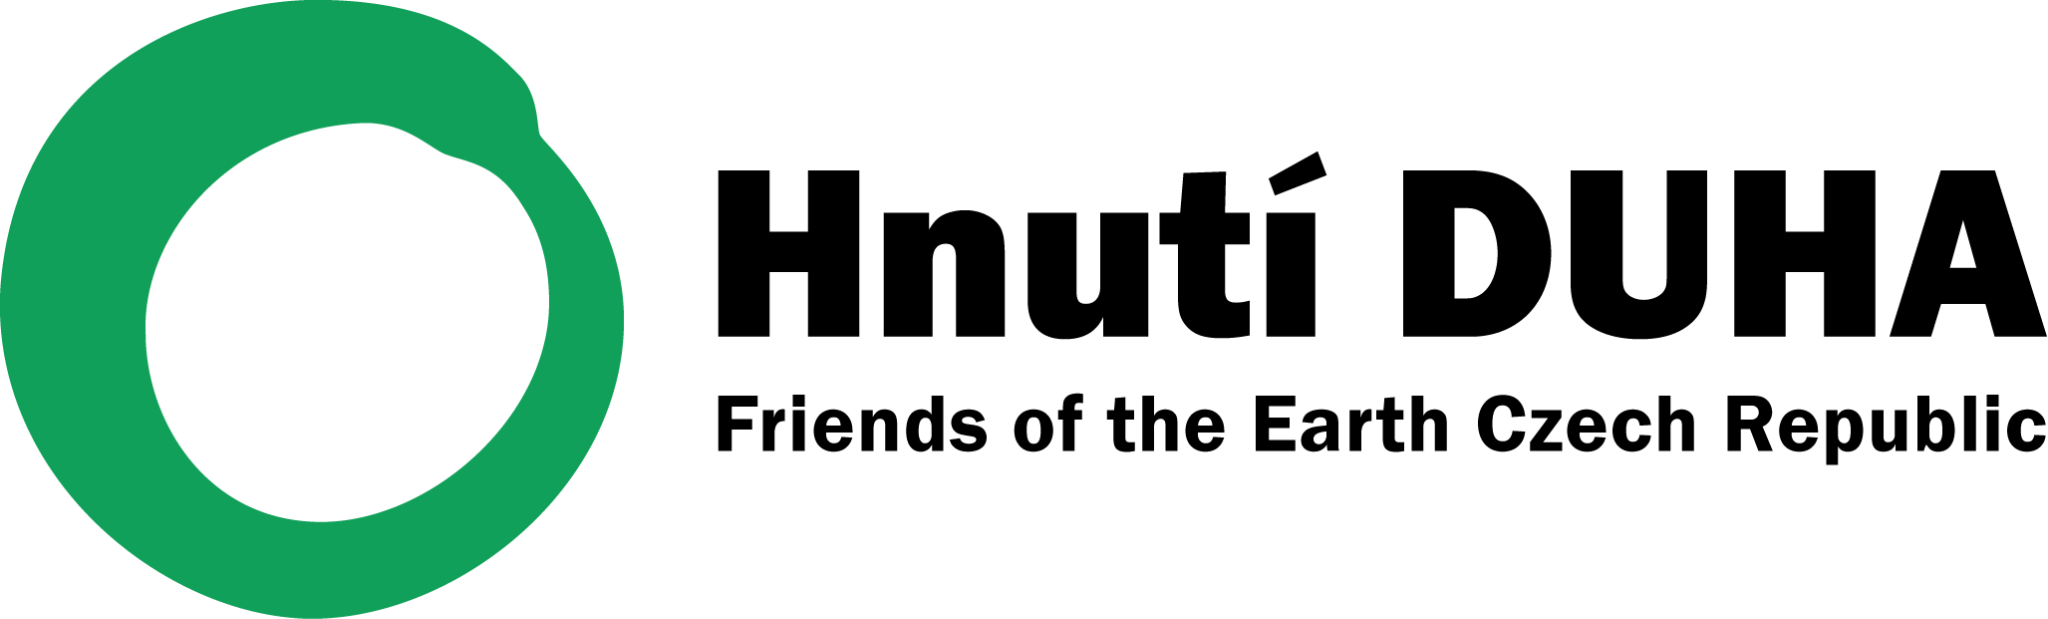 Hnutí DUHA
Friends of the Earth Czech Republic